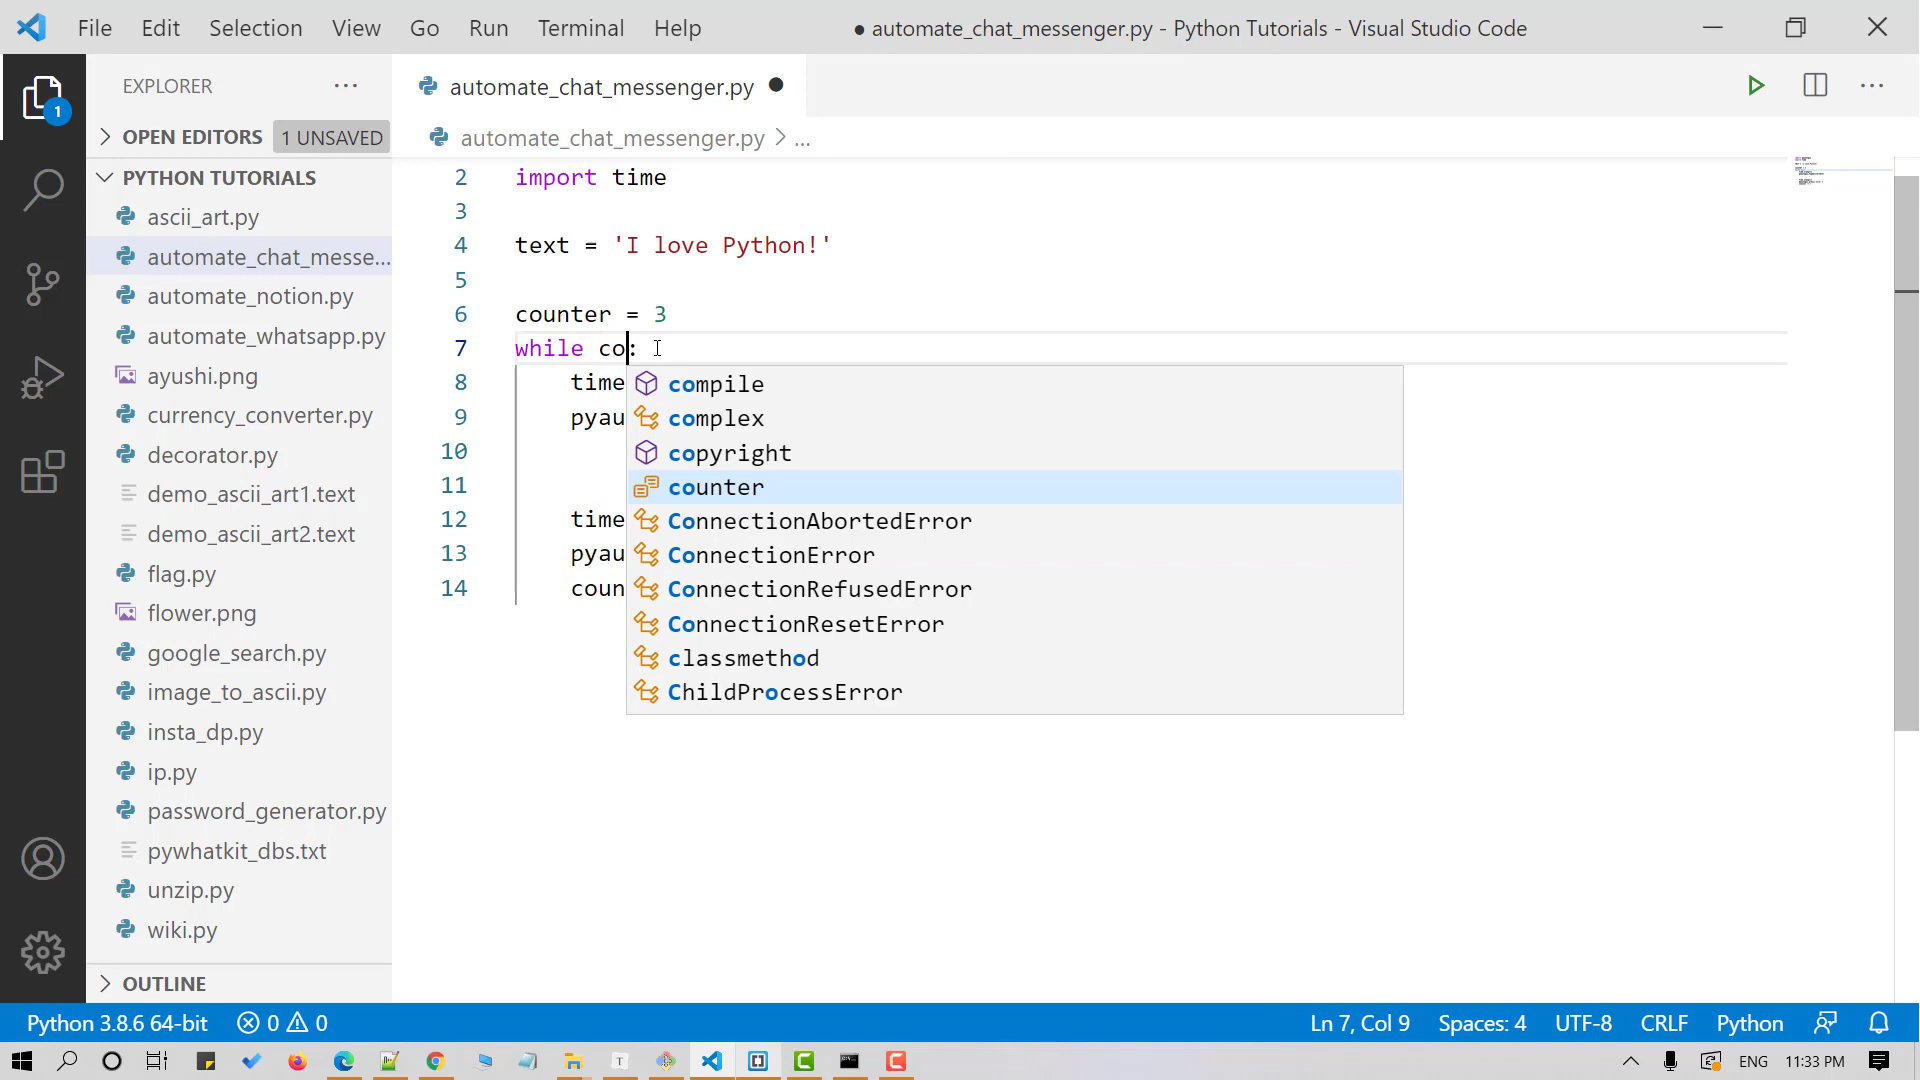 File Edit Selection View Go Run Terminal Help ● automate_chat_messenger.py - Python Tutorials - Visual Studio Code
EXPLORER ...
automate_chat_messenger.py ●
OPEN EDITORS 1 UNSAVED
automate_chat_messenger.py > ...
PYTHON TUTORIALS
ascii_art.py
automate_chat_messe...
automate_notion.py
automate_whatsapp.py
ayushi.png
currency_converter.py
decorator.py
demo_ascii_art1.text
demo_ascii_art2.text
flag.py
flower.png
google_search.py
image_to_ascii.py
insta_dp.py
ip.py
password_generator.py
pywhatkit_dbs.txt
unzip.py
wiki.py
OUTLINE
1
2 import time
3
4 text = 'I love Python!'
5
6 counter = 3
7 while co:
8 time
9 pyau
10
11
12 time
13 pyau
14 coun
compile
complex
copyright
counter
ConnectionAbortedError
ConnectionError
ConnectionRefusedError
ConnectionResetError
classmethod
ChildProcessError
Python 3.8.6 64-bit 0 0 Ln 7, Col 9 Spaces: 4 UTF-8 CRLF Python
ENG 11:33 PM